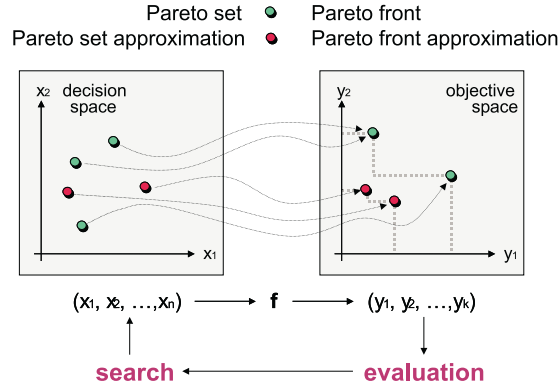 Pareto set Pareto front
Pareto set approximation Pareto front approximation
x2 decision space y2 objective space
x1 y1
(x1, x2, ...,xn) f (y1, y2, ...,yk)
search evaluation